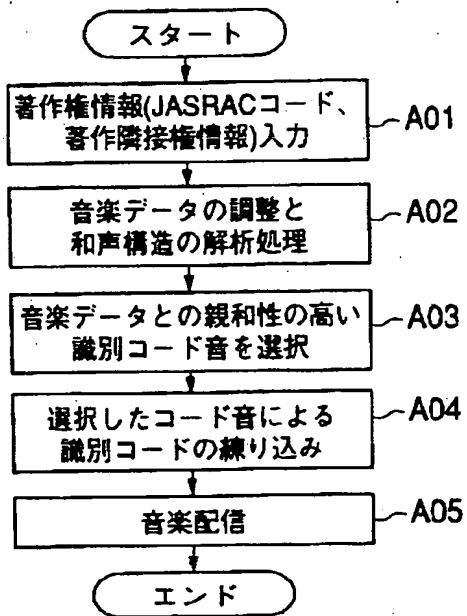 スタート
著作権情報(JASRACコード、
著作隣接権情報)入力
A01
音楽データの調整と
和声構造の解析処理
A02
音楽データとの親和性の高い
識別コード音を選択
A03
選択したコード音による
識別コードの練り込み
A04
音楽配信
A05
エンド